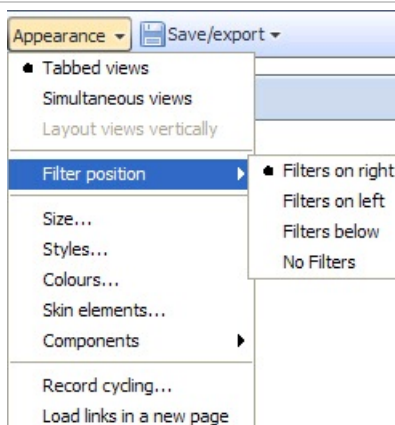 Appearance Save/export
Tabbed views
Simultaneous views
Layout views vertically
Filter position
Filters on right
Filters on left
Filters below
No Filters
Size...
Styles...
Colours...
Skin elements...
Components
Record cycling...
Load links in a new page